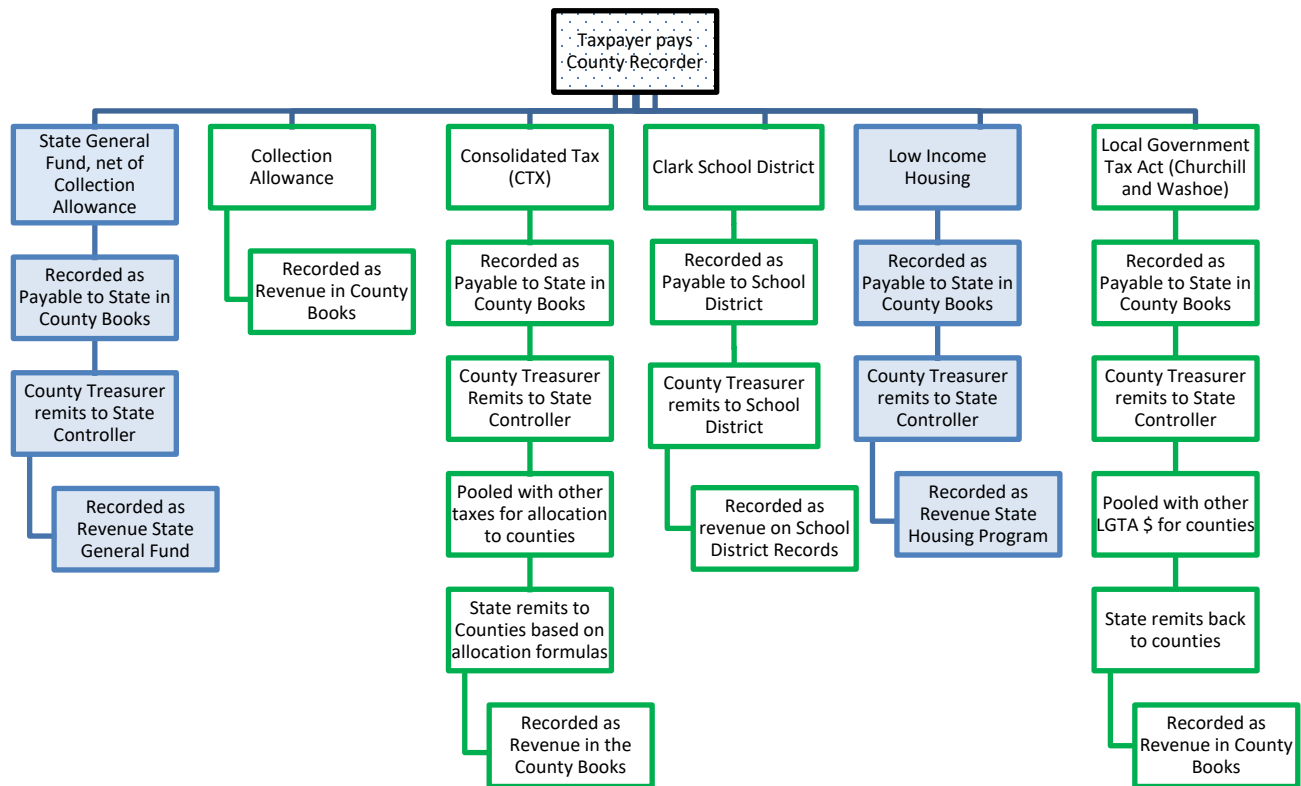 Taxpayer pays
County Recorder
State General
Fund, net of
Collection
Allowance
Recorded as
Payable to State in
County Books
County Treasurer
remits to State
Controller
Recorded as
Revenue State
General Fund
Collection
Allowance
Recorded as
Revenue in County
Books
Consolidated Tax
(CTX)
Recorded as
Payable to State in
County Books
County Treasurer
Remits to State
Controller
Pooled with other
taxes for allocation
to counties
State remits to
Counties based on
allocation formulas
Recorded as
Revenue in the
County Books
Clark School District
Recorded as
Payable to School
District
County Treasurer
remits to School
District
Recorded as
revenue on School
District Records
Low Income
Housing
Recorded as
Payable to State in
County Books
County Treasurer
remits to State
Controller
Recorded as
Revenue State
Housing Program
Local Government
Tax Act (Churchill
and Washoe)
Recorded as
Payable to State in
County Books
County Treasurer
remits to State
Controller
Pooled with other
LGTA $ for counties
State remits back
to counties
Recorded as
Revenue in County
Books